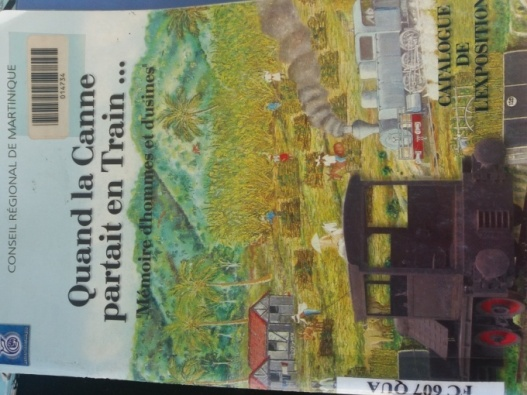 CONSEIL RÉGIONAL DE MARTINIQUE
014734
Quand la Canne
partait en Train ...
Mémoire d'hommes et d'usines
CATALOGUE
DE
L'EXPOSITION
FC 607 QUA